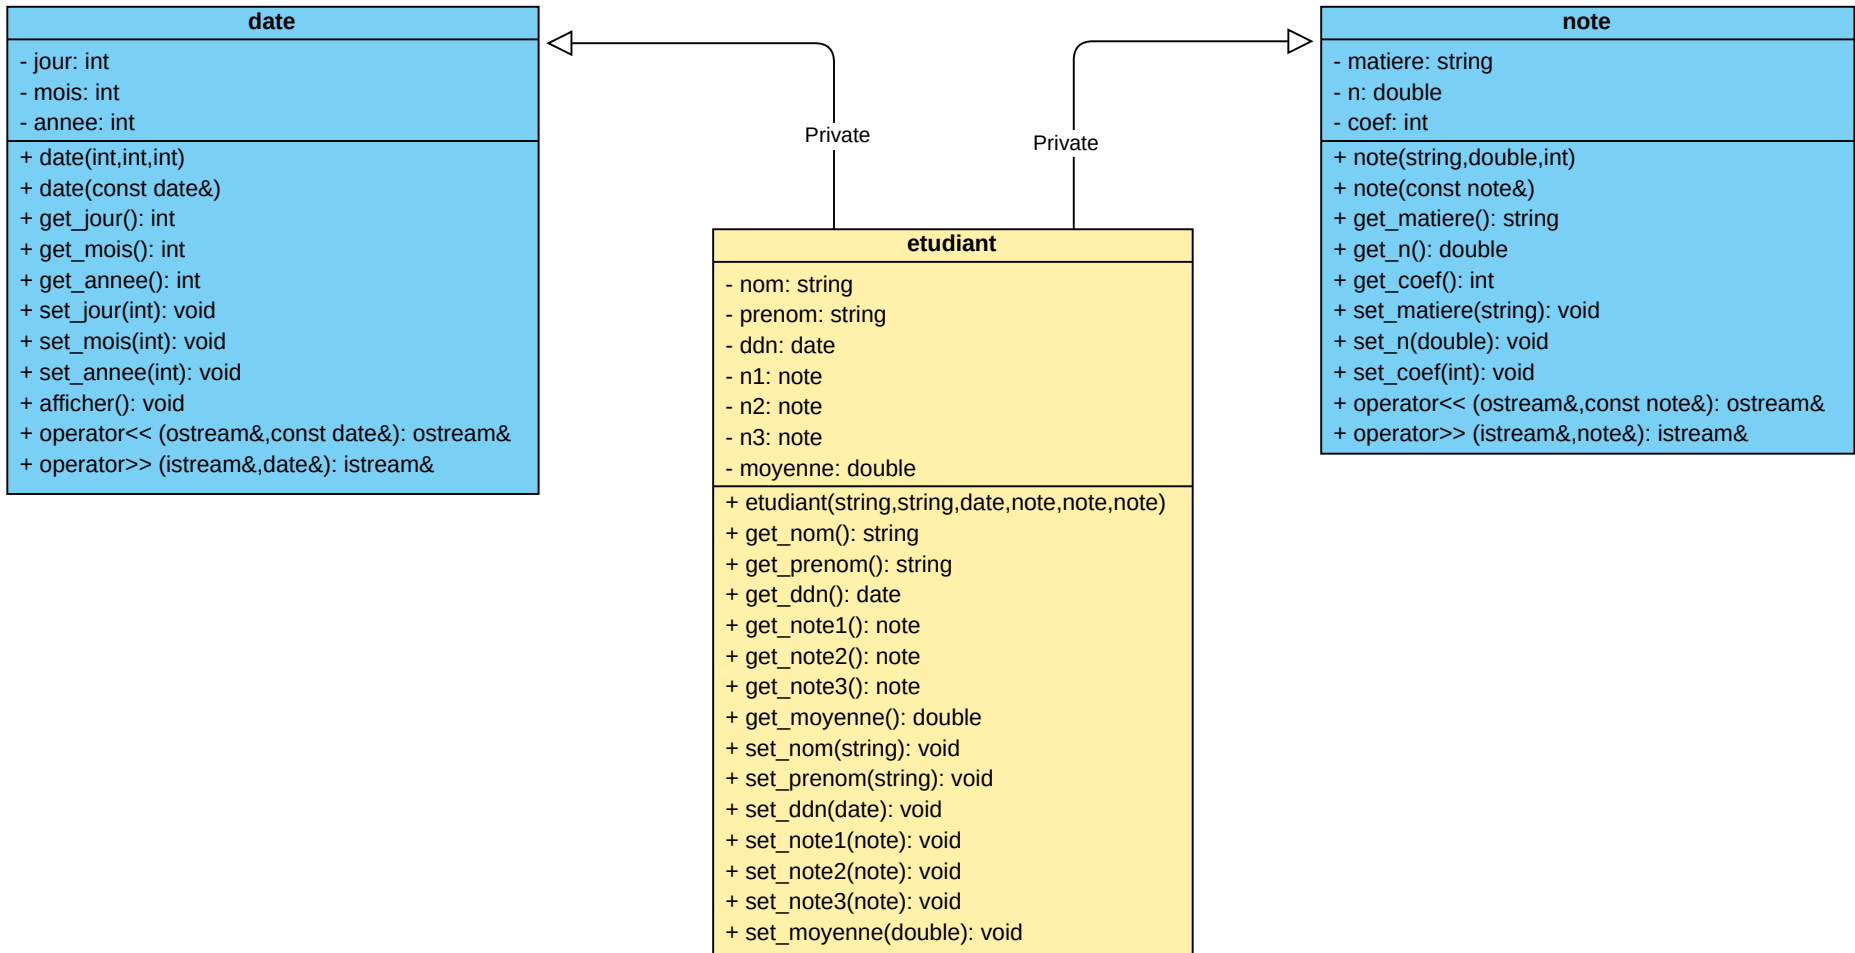 date
- jour: int
- mois: int
- annee: int
+ date(int,int,int)
+ date(const date&)
+ get_jour(): int
+ get_mois(): int
+ get_annee(): int
+ set_jour(int): void
+ set_mois(int): void
+ set_annee(int): void
+ afficher(): void
+ operator<< (ostream&,const date&): ostream&
+ operator>> (istream&,date&): istream&
Private
Private
etudiant
- nom: string
- prenom: string
- ddn: date
- n1: note
- n2: note
- n3: note
- moyenne: double
+ etudiant(string,string,date,note,note,note)
+ get_nom(): string
+ get_prenom(): string
+ get_ddn(): date
+ get_note1(): note
+ get_note2(): note
+ get_note3(): note
+ get_moyenne(): double
+ set_nom(string): void
+ set_prenom(string): void
+ set_ddn(date): void
+ set_note1(note): void
+ set_note2(note): void
+ set_note3(note): void
+ set_moyenne(double): void
note
- matiere: string
- n: double
- coef: int
+ note(string,double,int)
+ note(const note&)
+ get_matiere(): string
+ get_n(): double
+ get_coef(): int
+ set_matiere(string): void
+ set_n(double): void
+ set_coef(int): void
+ operator<< (ostream&,const note&): ostream&
+ operator>> (istream&,note&): istream&